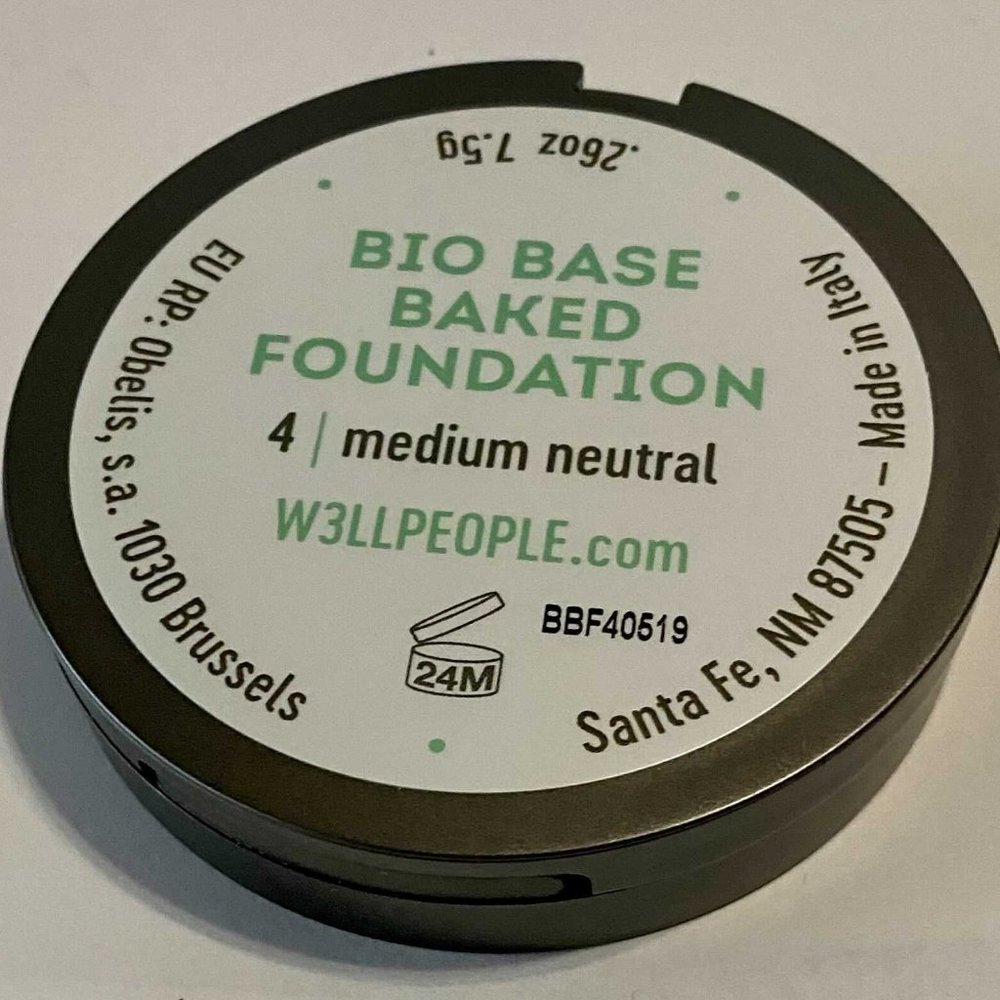 .26oz 7.5g
BIO BASE
BAKED
FOUNDATION
4 | medium neutral
W3LLPEOPLE.com
24M
BBF40519
EU RP: Obelis, s.a. 1030 Brussels
Santa Fe, NM 87505 – Made in Italy